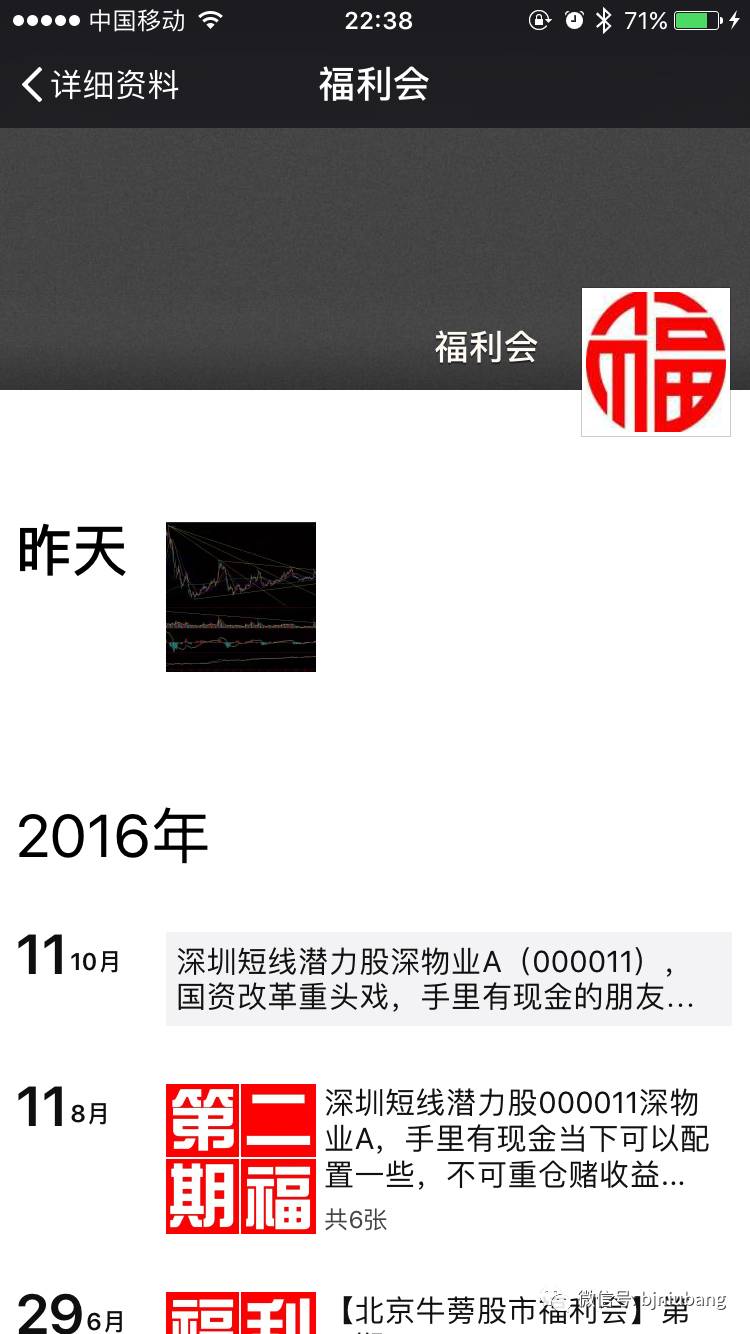 中国移动 22:38 71%
详细资料 福利会
福利会
福
昨天
2016年
11 10月
深圳短线潜力股深物业A（000011），
国资改革重头戏，手里有现金的朋友...
11 8月
第二
期福
深圳短线潜力股000011深物
业A，手里有现金当下可以配
置一些，不可重仓赌收益...
共6张
29 6月
福利
【北京牛蒡股市福利会】第
微信号: bjniubang